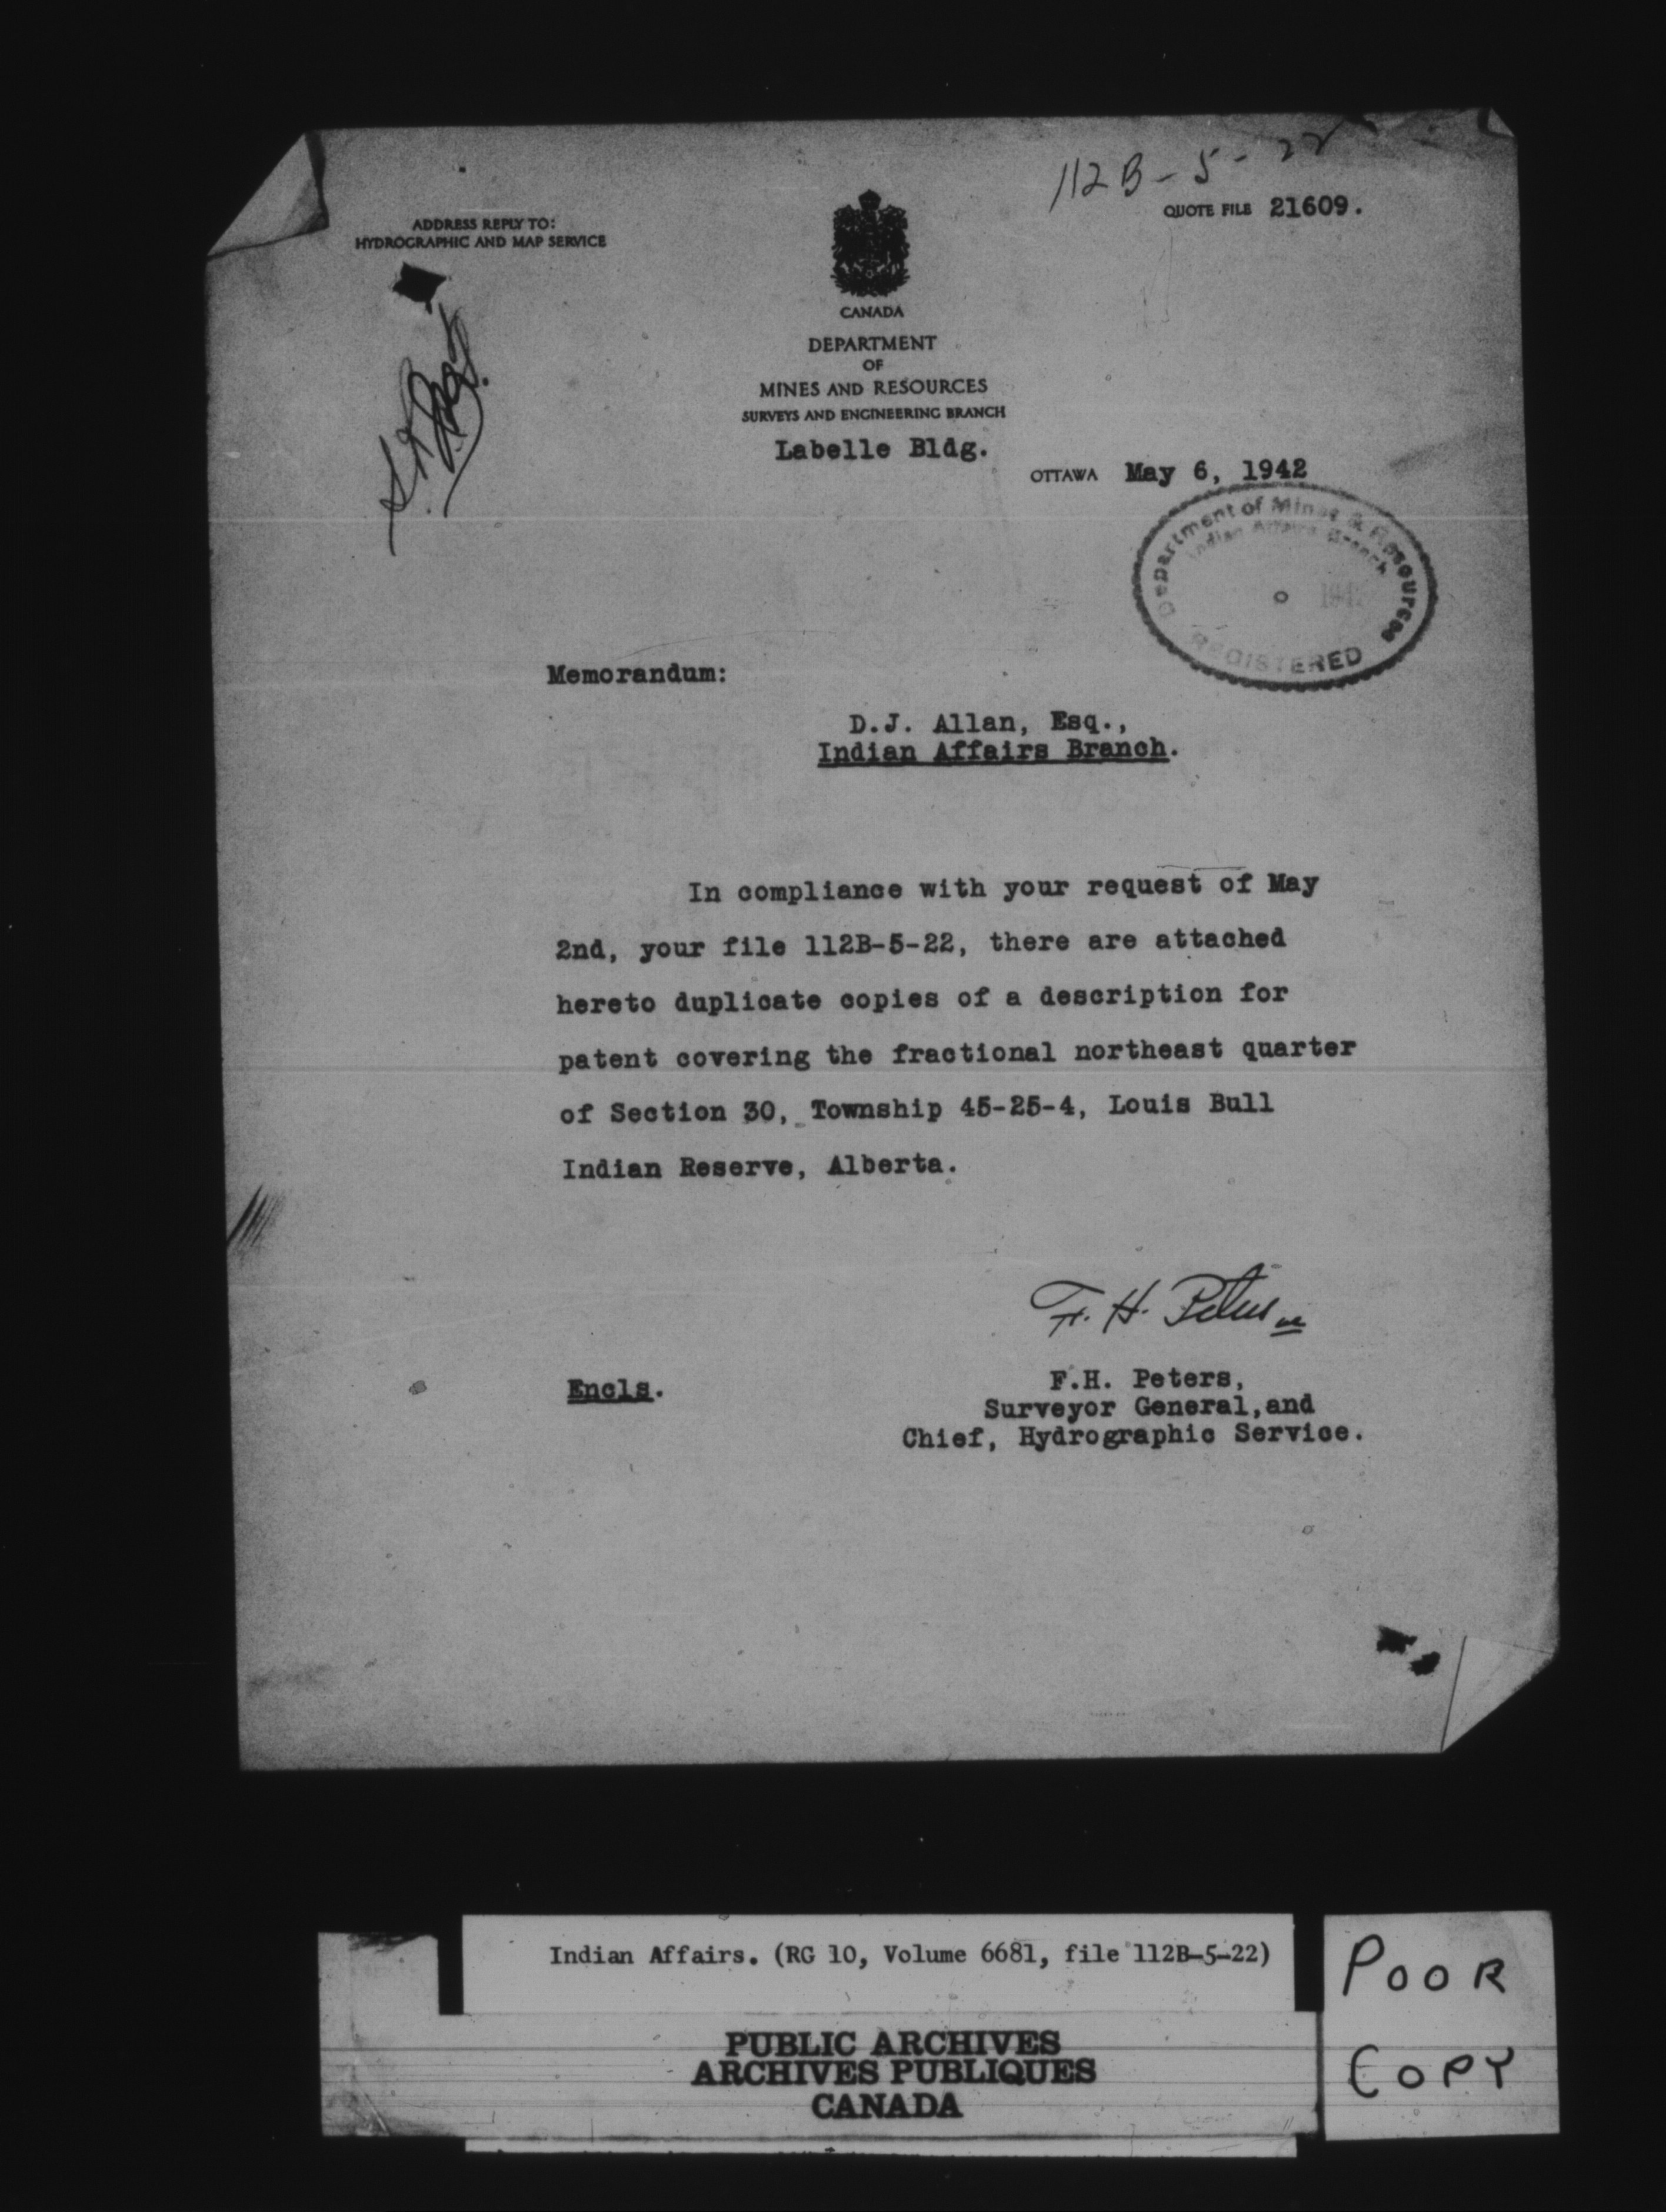 112B-5-22
QUOTE FILE 21609.
ADDRESS REPLY TO:
HYDROGRAPHIC AND MAP SERVICE
CANADA
DEPARTMENT
OF
MINES AND RESOURCES
SURVEYS AND ENGINEERING BRANCH
Labelle Bldg.
OTTAWA May 6, 1942
Department of Mines & Resources
Indian Affairs Branch
REGISTERED
Memorandum:
D.J. Allan, Esq.,
Indian Affairs Branch.
In compliance with your request of May
2nd, your file 112B-5-22, there are attached
hereto duplicate copies of a description for
patent covering the fractional northeast quarter
of Section 30, Township 45-25-4, Louis Bull
Indian Reserve, Alberta.
F. H. Peters
Encls.
F.H. Peters,
Surveyor General,and
Chief, Hydrographic Service.
Indian Affairs. (RG 10, Volume 6681, file 112B-5-22)
PUBLIC ARCHIVES
ARCHIVES PUBLIQUES
CANADA
POOR
COPY